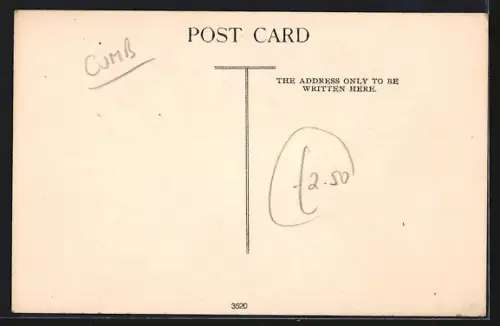 POST CARD
CUMB
THE ADDRESS ONLY TO BE
WRITTEN HERE.
£2-50
3520